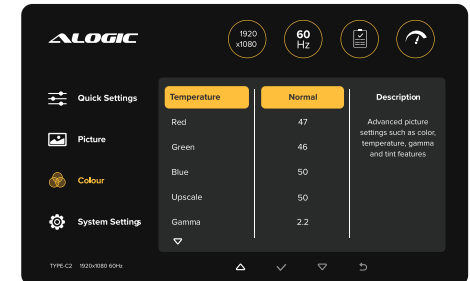 ALOGIC
1920
x1080
60
Hz
Quick Settings
Picture
Colour
System Settings
Temperature Normal
Red 47
Green 46
Blue 50
Upscale 50
Gamma 2.2
Description
Advanced picture
settings such as color,
temperature, gamma
and tint features
TYPE-C2 1920x1080 60Hz